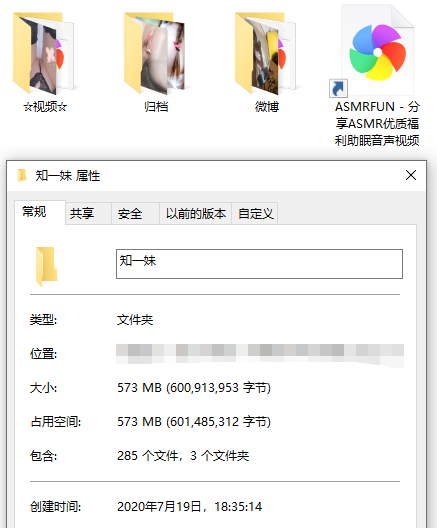 ☆视频☆
归档
微博
ASMRFUN - 分
享ASMR优质福
利助眠音声视频
知一妹 属性
常规
共享
安全
以前的版本
自定义
知一妹
类型:
文件夹
位置:
大小:
573 MB (600,913,953 字节)
占用空间:
573 MB (601,485,312 字节)
包含:
285 个文件，3 个文件夹
创建时间:
2020年7月19日，18:35:14